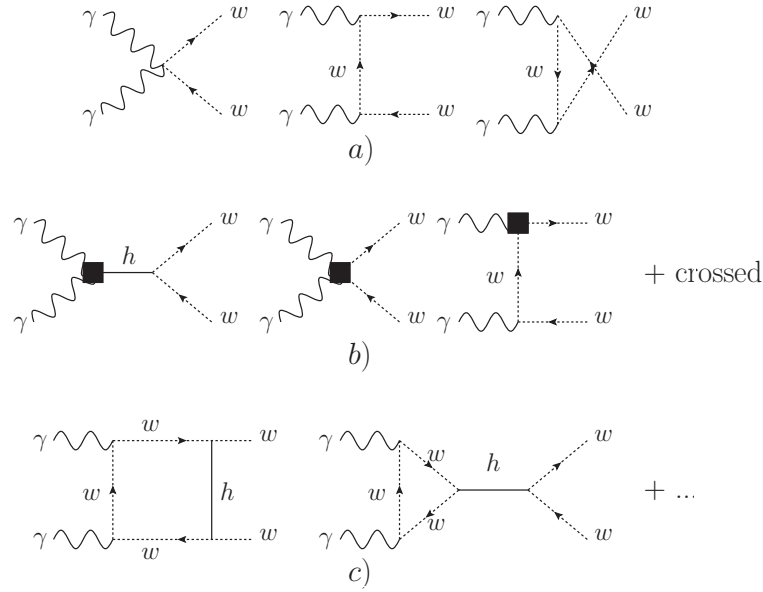 γ w γ w γ w
w w
γ w γ w γ w
a)
γ w γ w γ w
h w + crossed
γ w γ w γ w
b)
γ w w γ w w
w h w h + ...
γ w w γ w w
c)